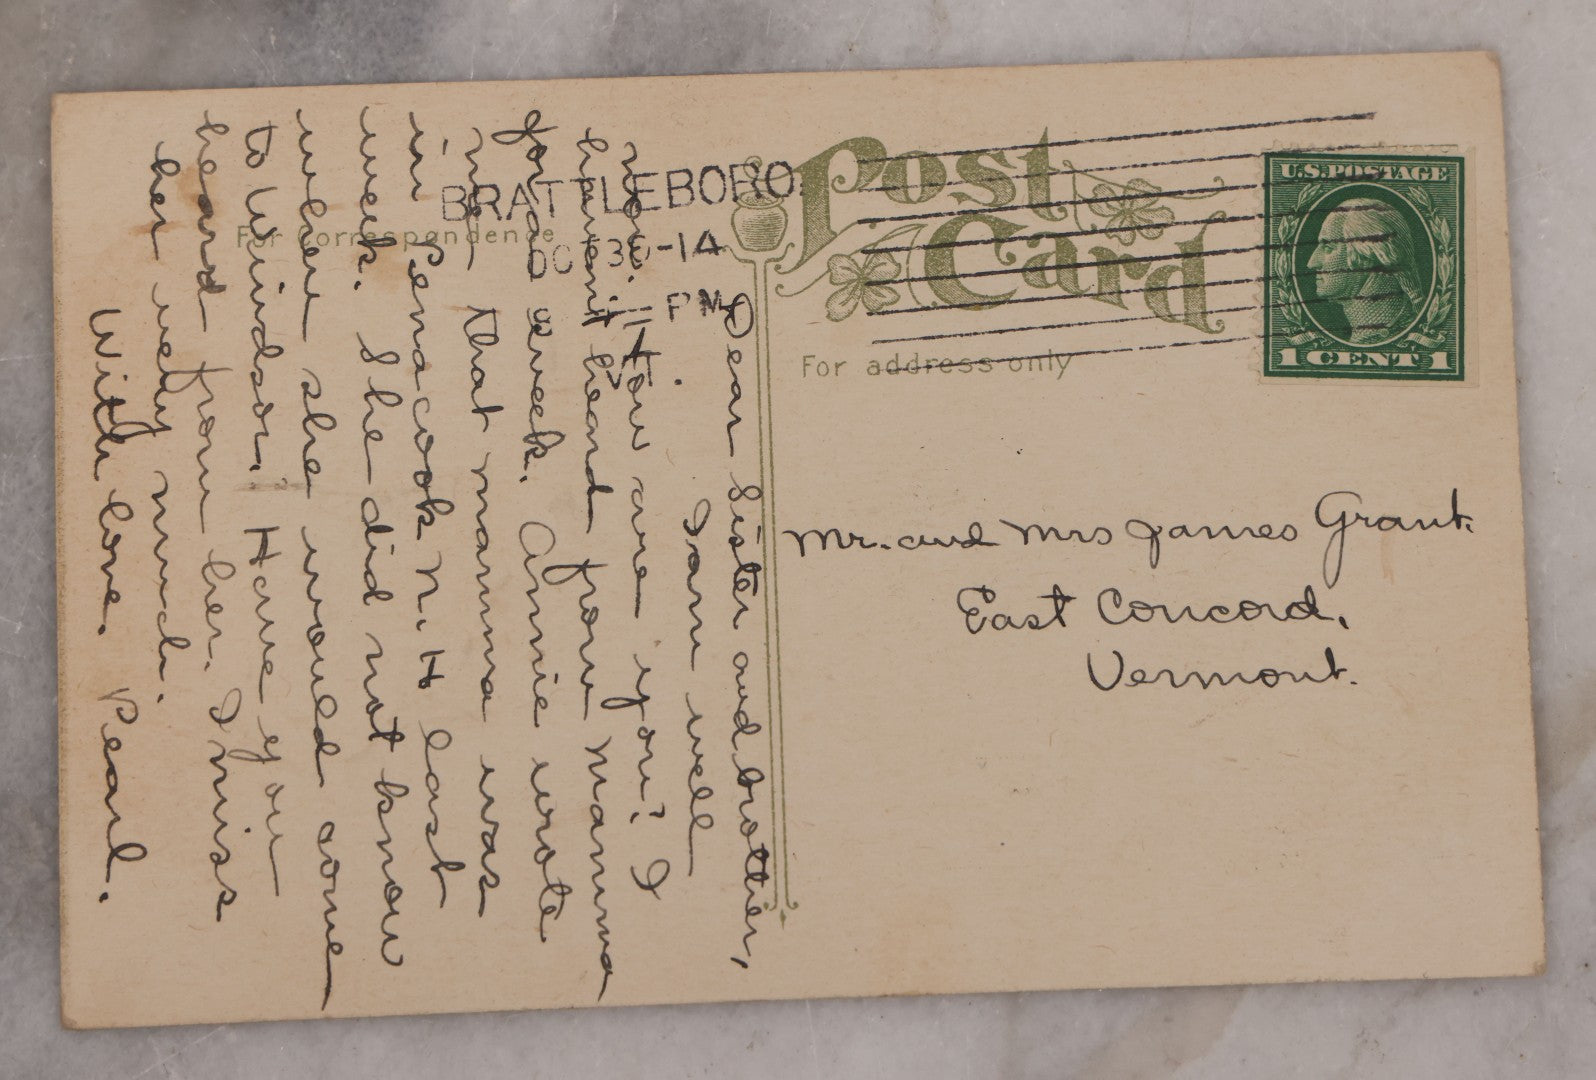 Post
Card
U.S. POSTAGE
1 CENT 1
BRATTLEBORO.
OC 30-14
PM
For correspondence
For address only
Mr. and Mrs James Grant.
East Concord,
Vermont.
Dear Sister and brother,
I am well
now. How are you? I
haven't heard from Mamma
for a week. Annie wrote
me that mamma was
in Penacook N.H last
week. She did not know
when she would come
to Windsor. Have you
heard from her. I miss
her very much.
With love. Pearl.